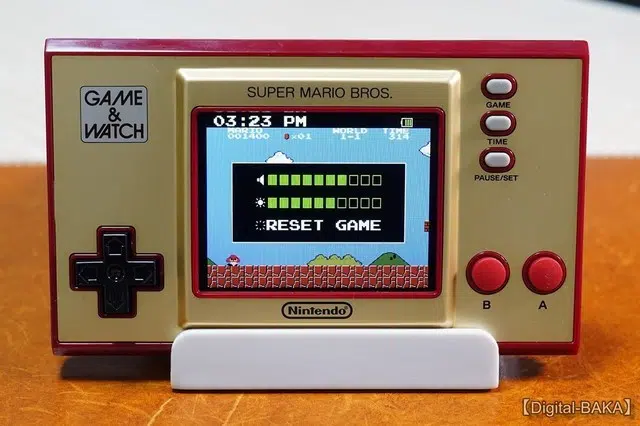 GAME
&
WATCH
SUPER MARIO BROS.
03:23 PM
MARIO WORLD TIME
001400 ×01 1-1 314
RESET GAME
Nintendo
GAME
TIME
PAUSE/SET
B A
【Digital-BAKA】